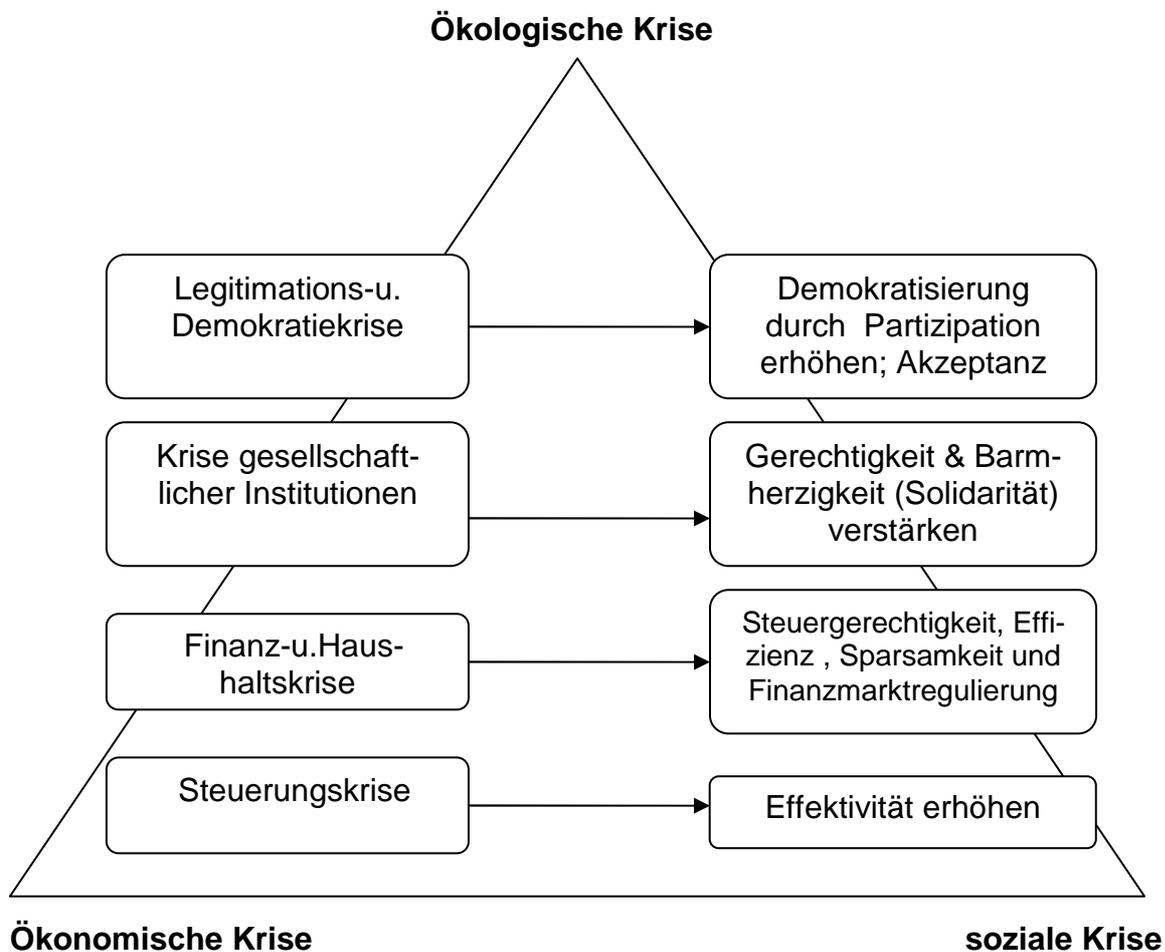 Ökologische Krise
Legitimations-u.
Demokratiekrise
Demokratisierung
durch  Partizipation
erhöhen; Akzeptanz
Krise gesellschaft-
licher Institutionen
Gerechtigkeit & Barm-
herzigkeit (Solidarität)
verstärken
Finanz-u.Haus-
haltskrise
Steuergerechtigkeit, Effi-
zienz , Sparsamkeit und
Finanzmarktregulierung
Steuerungskrise
Effektivität erhöhen
Ökonomische Krise
soziale Krise